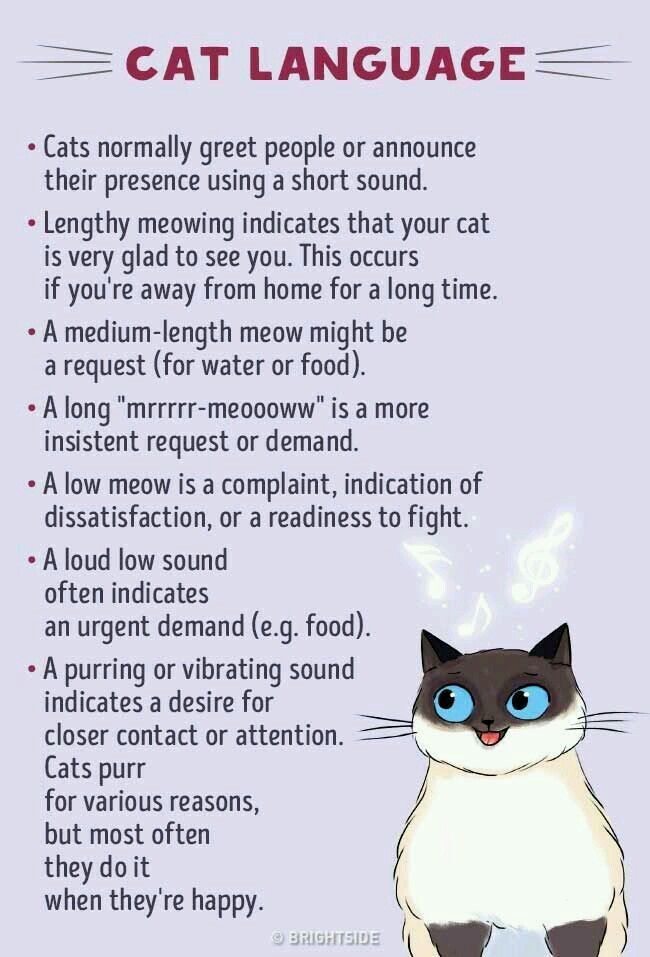 CAT LANGUAGE
• Cats normally greet people or announce
their presence using a short sound.
• Lengthy meowing indicates that your cat
is very glad to see you. This occurs
if you're away from home for a long time.
• A medium-length meow might be
a request (for water or food).
• A long "mrrrrr-meoooww" is a more
insistent request or demand.
• A low meow is a complaint, indication of
dissatisfaction, or a readiness to fight.
• A loud low sound
often indicates
an urgent demand (e.g. food).
• A purring or vibrating sound
indicates a desire for
closer contact or attention.
Cats purr
for various reasons,
but most often
they do it
when they're happy.
© BRIGHTSIDE